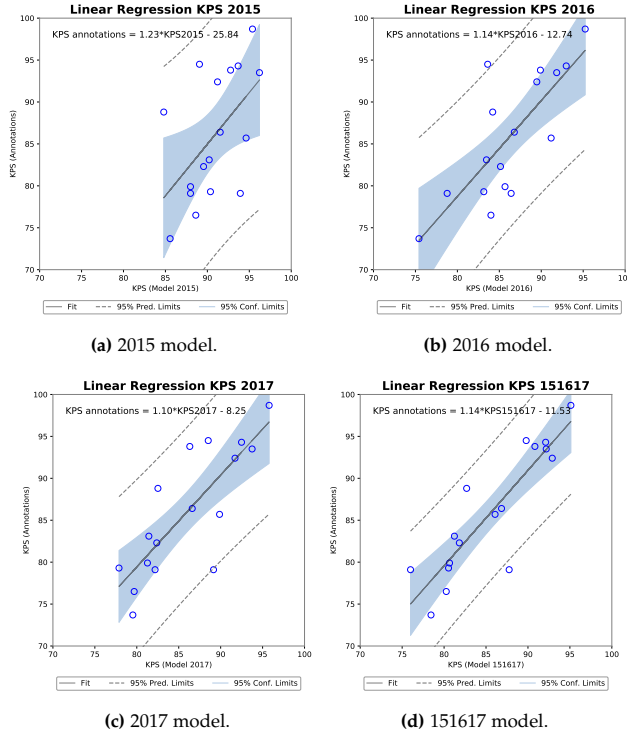 Linear Regression KPS 2015
KPS annotations = 1.23*KPS2015 - 25.84
KPS (Annotations)
100
95
90
85
80
75
70
70 75 80 85 90 95 100
KPS (Model 2015)
Fit 95% Pred. Limits 95% Conf. Limits
(a) 2015 model.
Linear Regression KPS 2016
KPS annotations = 1.14*KPS2016 - 12.74
KPS (Annotations)
100
95
90
85
80
75
70
70 75 80 85 90 95 100
KPS (Model 2016)
Fit 95% Pred. Limits 95% Conf. Limits
(b) 2016 model.
Linear Regression KPS 2017
KPS annotations = 1.10*KPS2017 - 8.25
KPS (Annotations)
100
95
90
85
80
75
70
70 75 80 85 90 95 100
KPS (Model 2017)
Fit 95% Pred. Limits 95% Conf. Limits
(c) 2017 model.
Linear Regression KPS 151617
KPS annotations = 1.14*KPS151617 - 11.53
KPS (Annotations)
100
95
90
85
80
75
70
70 75 80 85 90 95 100
KPS (Model 151617)
Fit 95% Pred. Limits 95% Conf. Limits
(d) 151617 model.